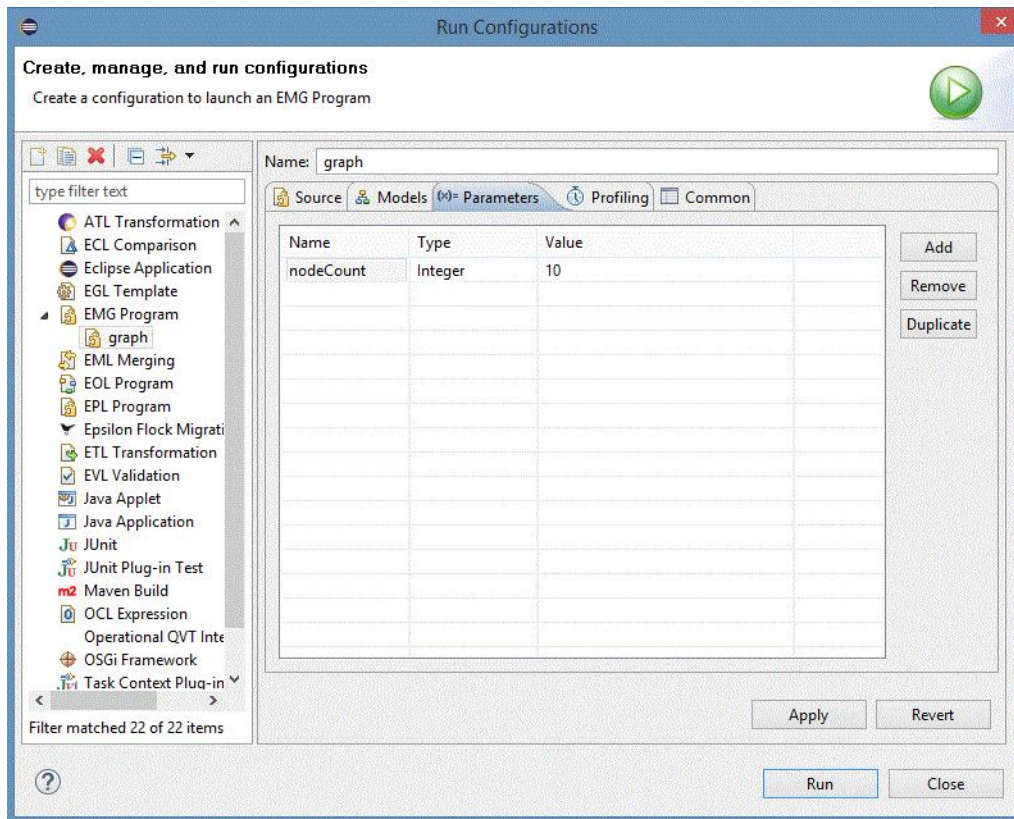 Run Configurations
Create, manage, and run configurations
Create a configuration to launch an EMG Program
type filter text
ATL Transformation
ECL Comparison
Eclipse Application
EGL Template
EMG Program
graph
EML Merging
EOL Program
EPL Program
Epsilon Flock Migrati
ETL Transformation
EVL Validation
Java Applet
Java Application
Ju JUnit
JUnit Plug-in Test
m2 Maven Build
OCL Expression
Operational QVT Inte
OSGi Framework
Task Context Plug-in
Filter matched 22 of 22 items
Name: graph
Source Models (x)= Parameters Profiling Common
Name Type Value
nodeCount Integer 10
Add
Remove
Duplicate
Apply Revert
? Run Close